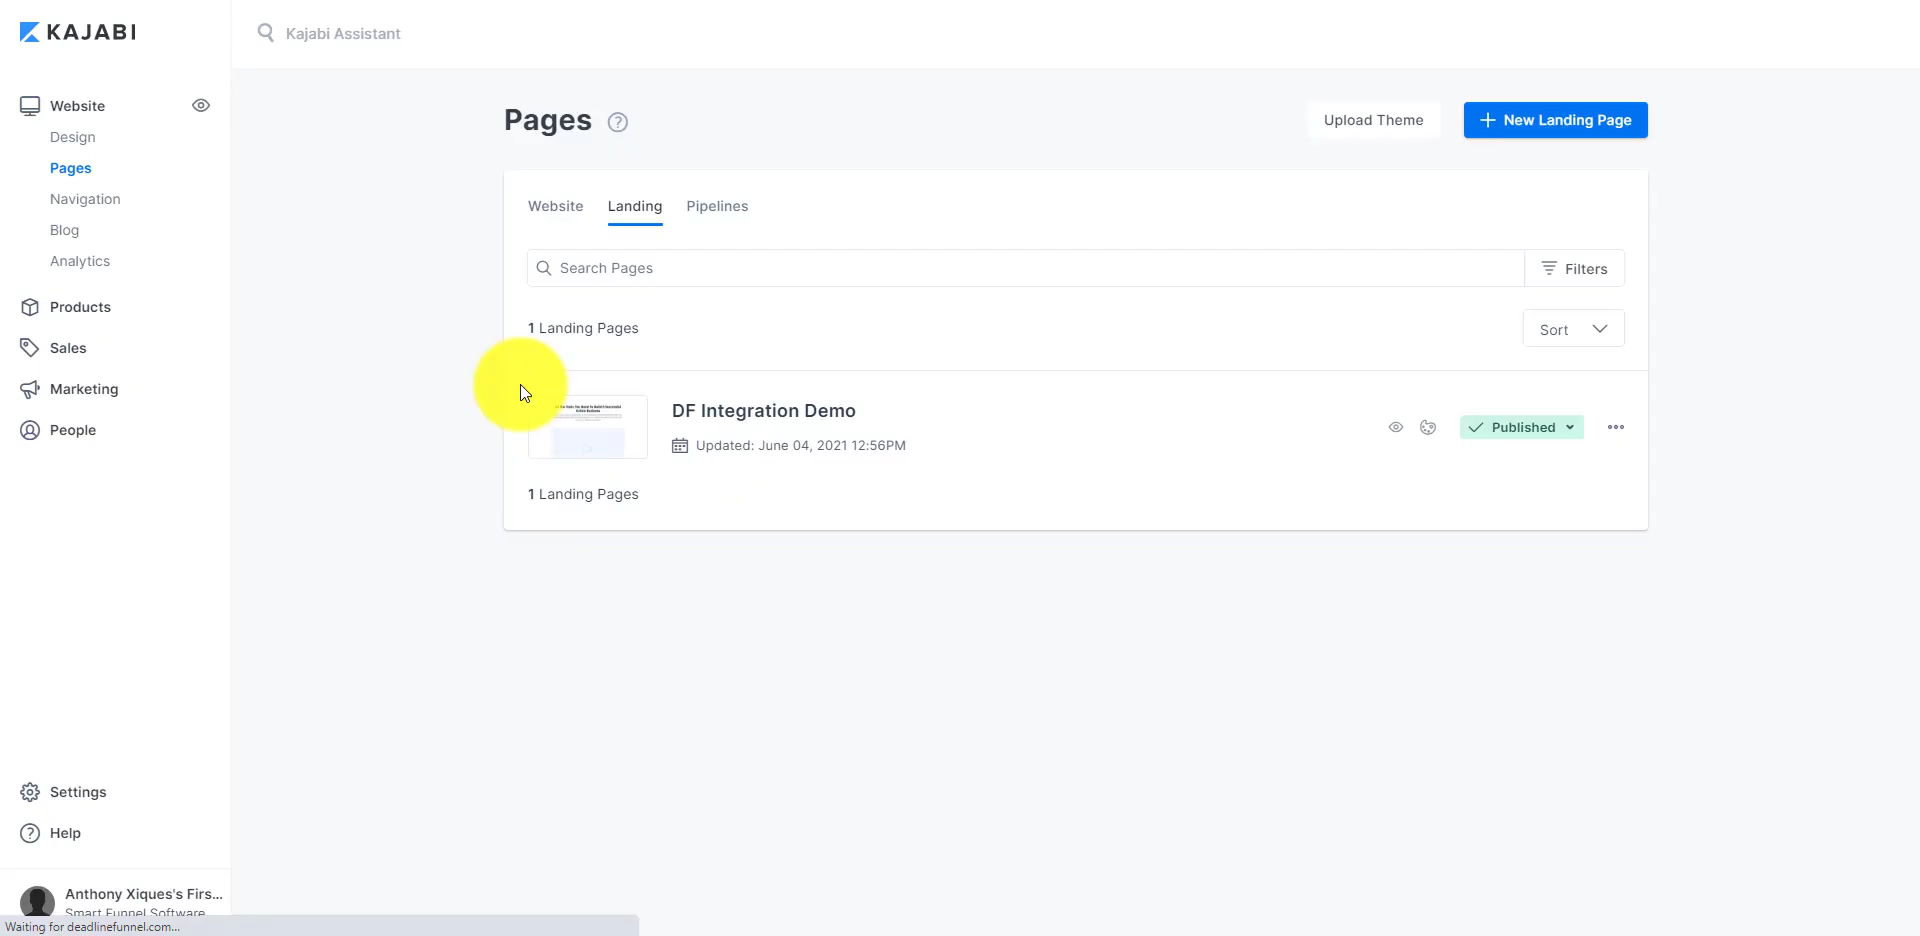 KAJABI
Kajabi Assistant
Website
Design
Pages
Navigation
Blog
Analytics
Products
Sales
Marketing
People
Settings
Help
Anthony Xiques's Firs...
Smart Funnel Software
Waiting for deadlinefunnel.com...
Pages ?
Upload Theme
New Landing Page
Website Landing Pipelines
Search Pages
Filters
1 Landing Pages
Sort
DF Integration Demo
Updated: June 04, 2021 12:56PM
Published
1 Landing Pages